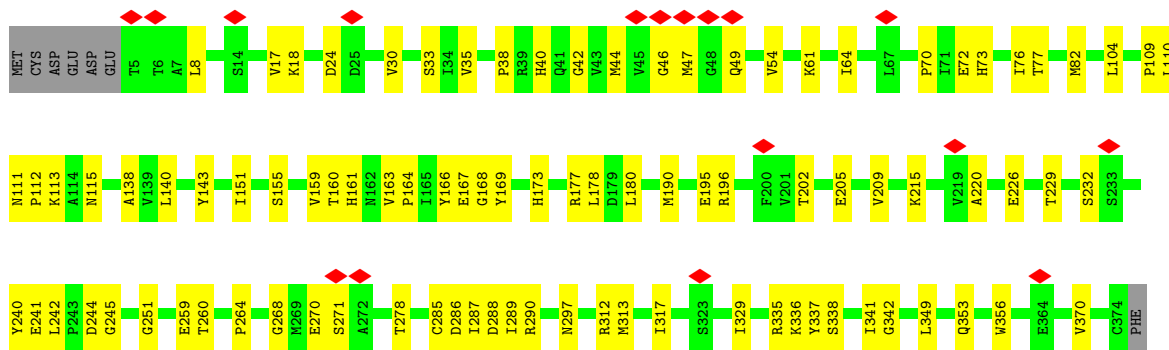 MET CYS ASP GLU ASP GLU T5 T6 A7 L8 S14 V17 K18 D24 D25 V30 S33 I34 V35 P38 R39 H40 Q41 G42 V43 M44 V45 G46 M47 G48 Q49 V54 K61 I64 L67 P70 I71 E72 H73 I76 T77 M82 L104 P109 L110
N111 P112 K113 A114 N115 A138 V139 L140 Y143 I151 S155 V159 T160 H161 N162 V163 P164 I165 Y166 E167 G168 Y169 H173 R177 L178 D179 L180 M190 E195 R196 F200 V201 T202 E205 V209 K215 V219 A220 E226 T229 S232 S233
Y240 E241 L242 P243 D244 G245 G251 E259 T260 P264 G268 M269 E270 S271 A272 T278 C285 D286 I287 D288 I289 R290 N297 R312 M313 I317 S323 I329 R335 K336 Y337 S338 I341 G342 L349 Q353 W356 E364 V370 C374 PHE